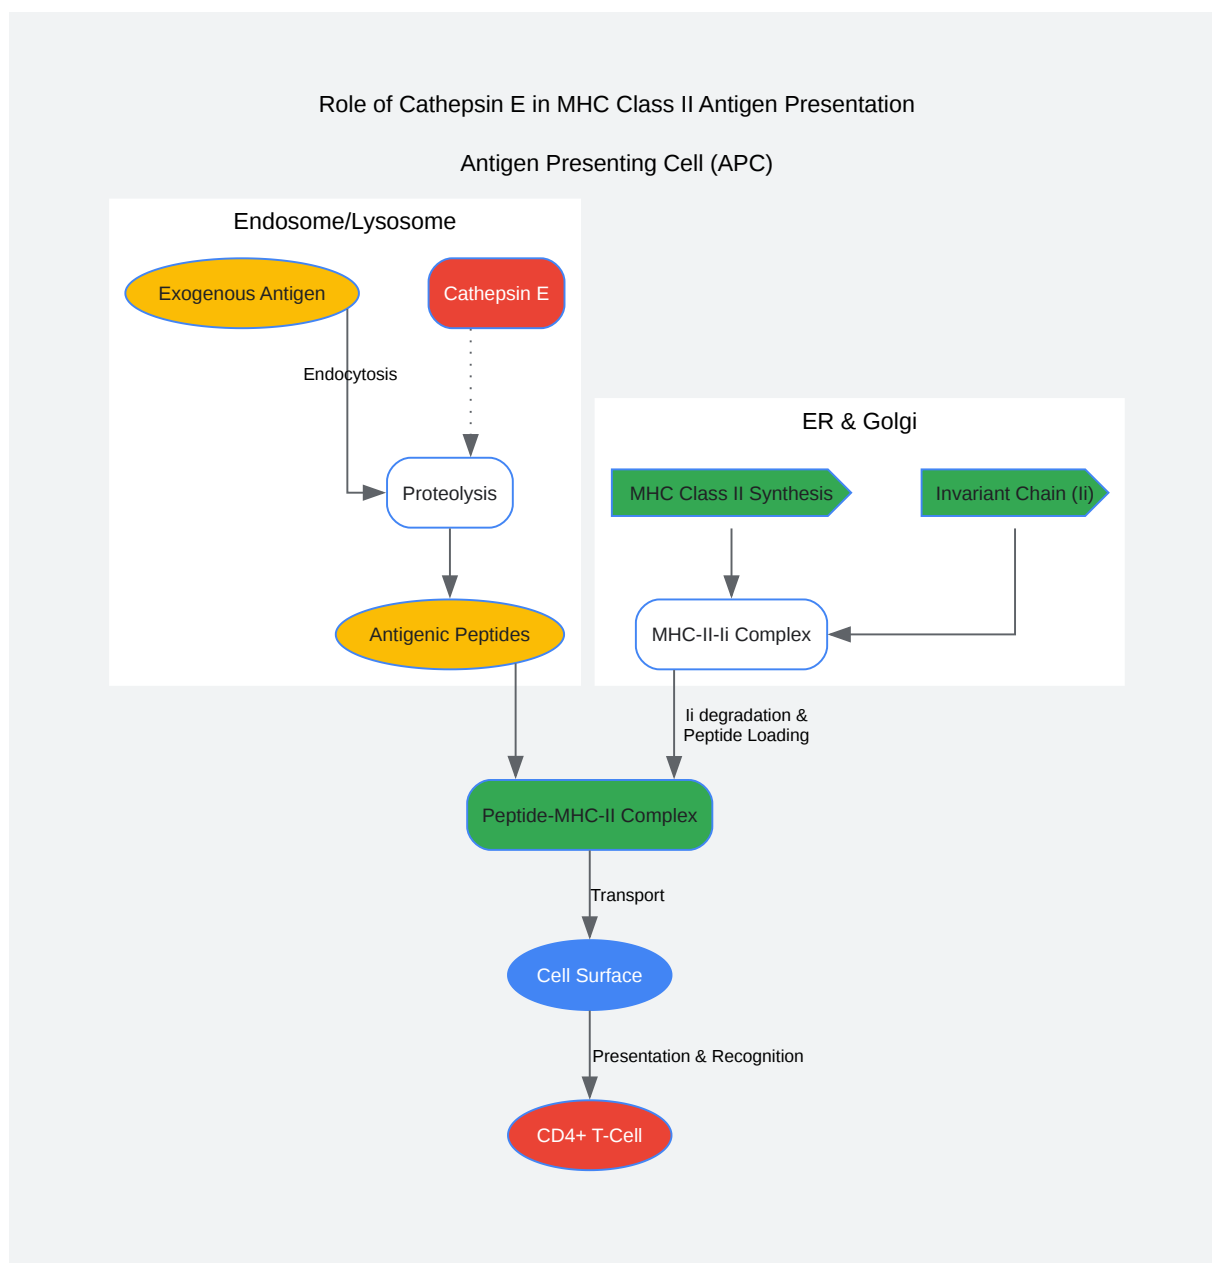 Role of Cathepsin E in MHC Class II Antigen Presentation
Antigen Presenting Cell (APC)
Endosome/Lysosome
Exogenous Antigen
Cathepsin E
Endocytosis
Proteolysis
Antigenic Peptides
ER & Golgi
MHC Class II Synthesis
Invariant Chain (Ii)
MHC-II-Ii Complex
Ii degradation &
Peptide Loading
Peptide-MHC-II Complex
Transport
Cell Surface
Presentation & Recognition
CD4+ T-Cell